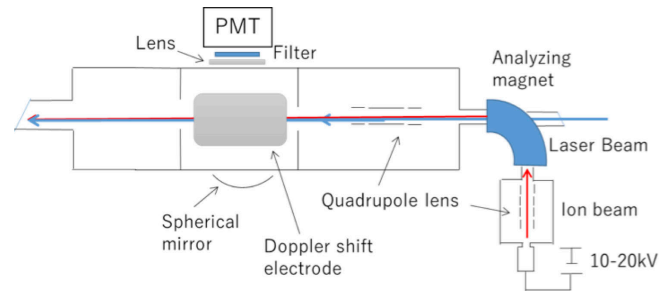 PMT
Lens
Filter
Analyzing
magnet
Laser Beam
Quadrupole lens
Ion beam
Spherical
mirror
Doppler shift
electrode
10-20kV